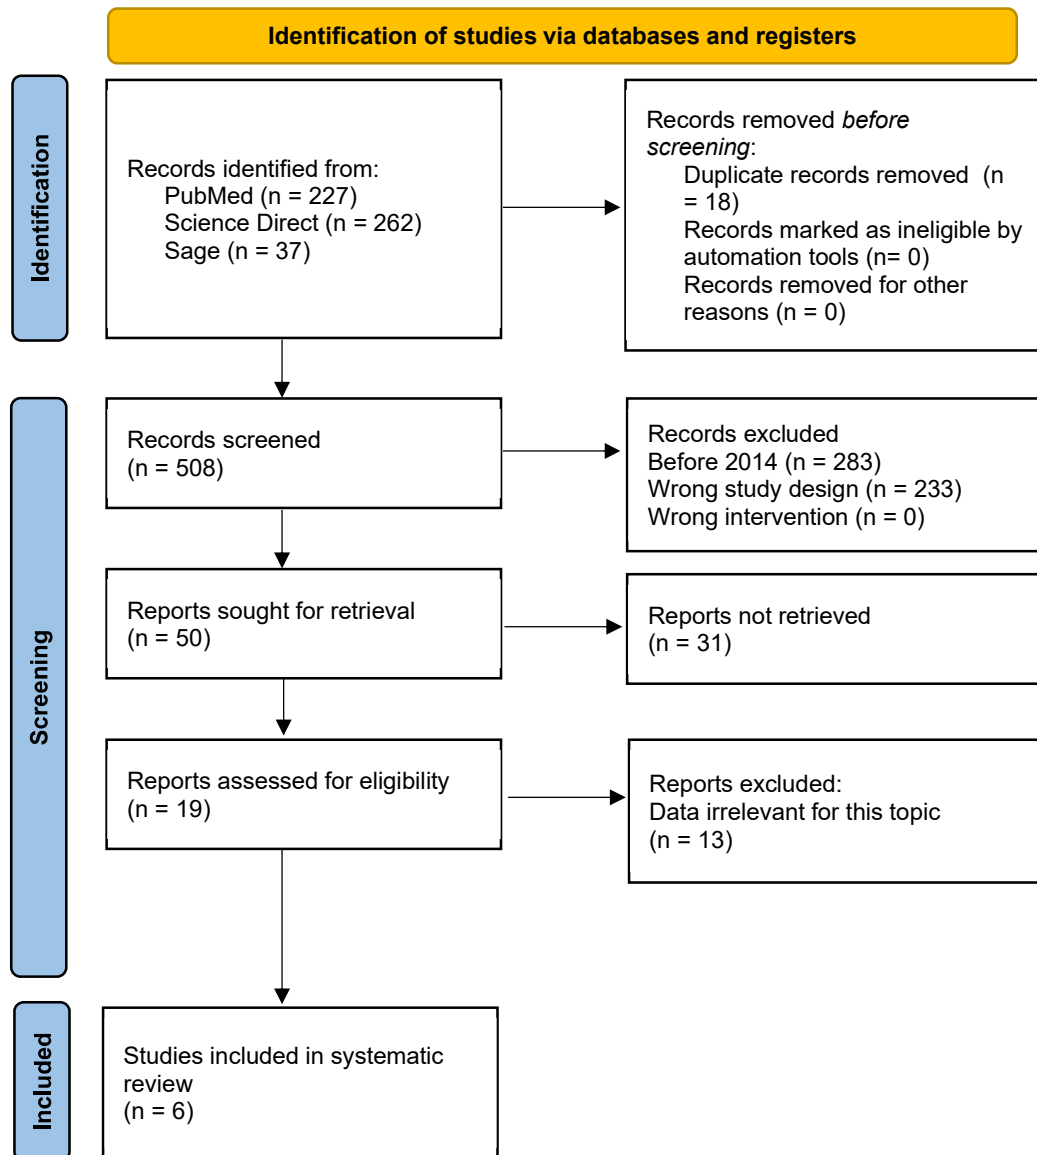 Identification of studies via databases and registers
Identification
Records identified from:
PubMed (n = 227)
Science Direct (n = 262)
Sage (n = 37)
Records removed before
screening:
Duplicate records removed  (n
= 18)
Records marked as ineligible by
automation tools (n= 0)
Records removed for other
reasons (n = 0)
Screening
Records screened
(n = 508)
Records excluded
Before 2014 (n = 283)
Wrong study design (n = 233)
Wrong intervention (n = 0)
Reports sought for retrieval
(n = 50)
Reports not retrieved
(n = 31)
Reports assessed for eligibility
(n = 19)
Reports excluded:
Data irrelevant for this topic
(n = 13)
Included
Studies included in systematic
review
(n = 6)